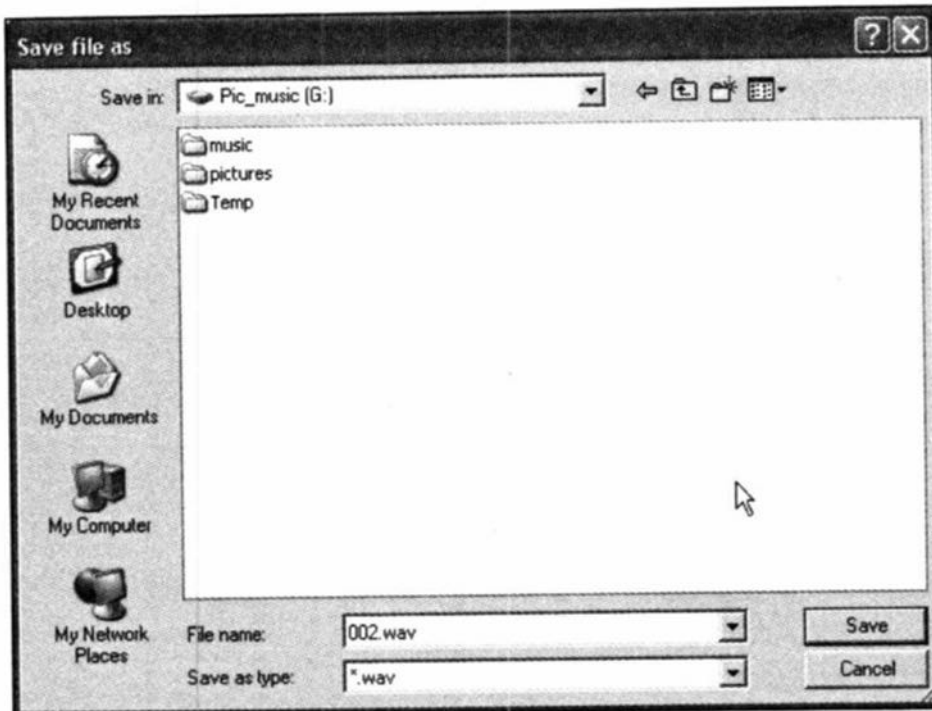 Save file as
Save in: Pic_music (G:)
music
pictures
Temp
My Recent
Documents
Desktop
My Documents
My Computer
My Network
Places
File name: 002.wav Save
Save as type: *.wav Cancel